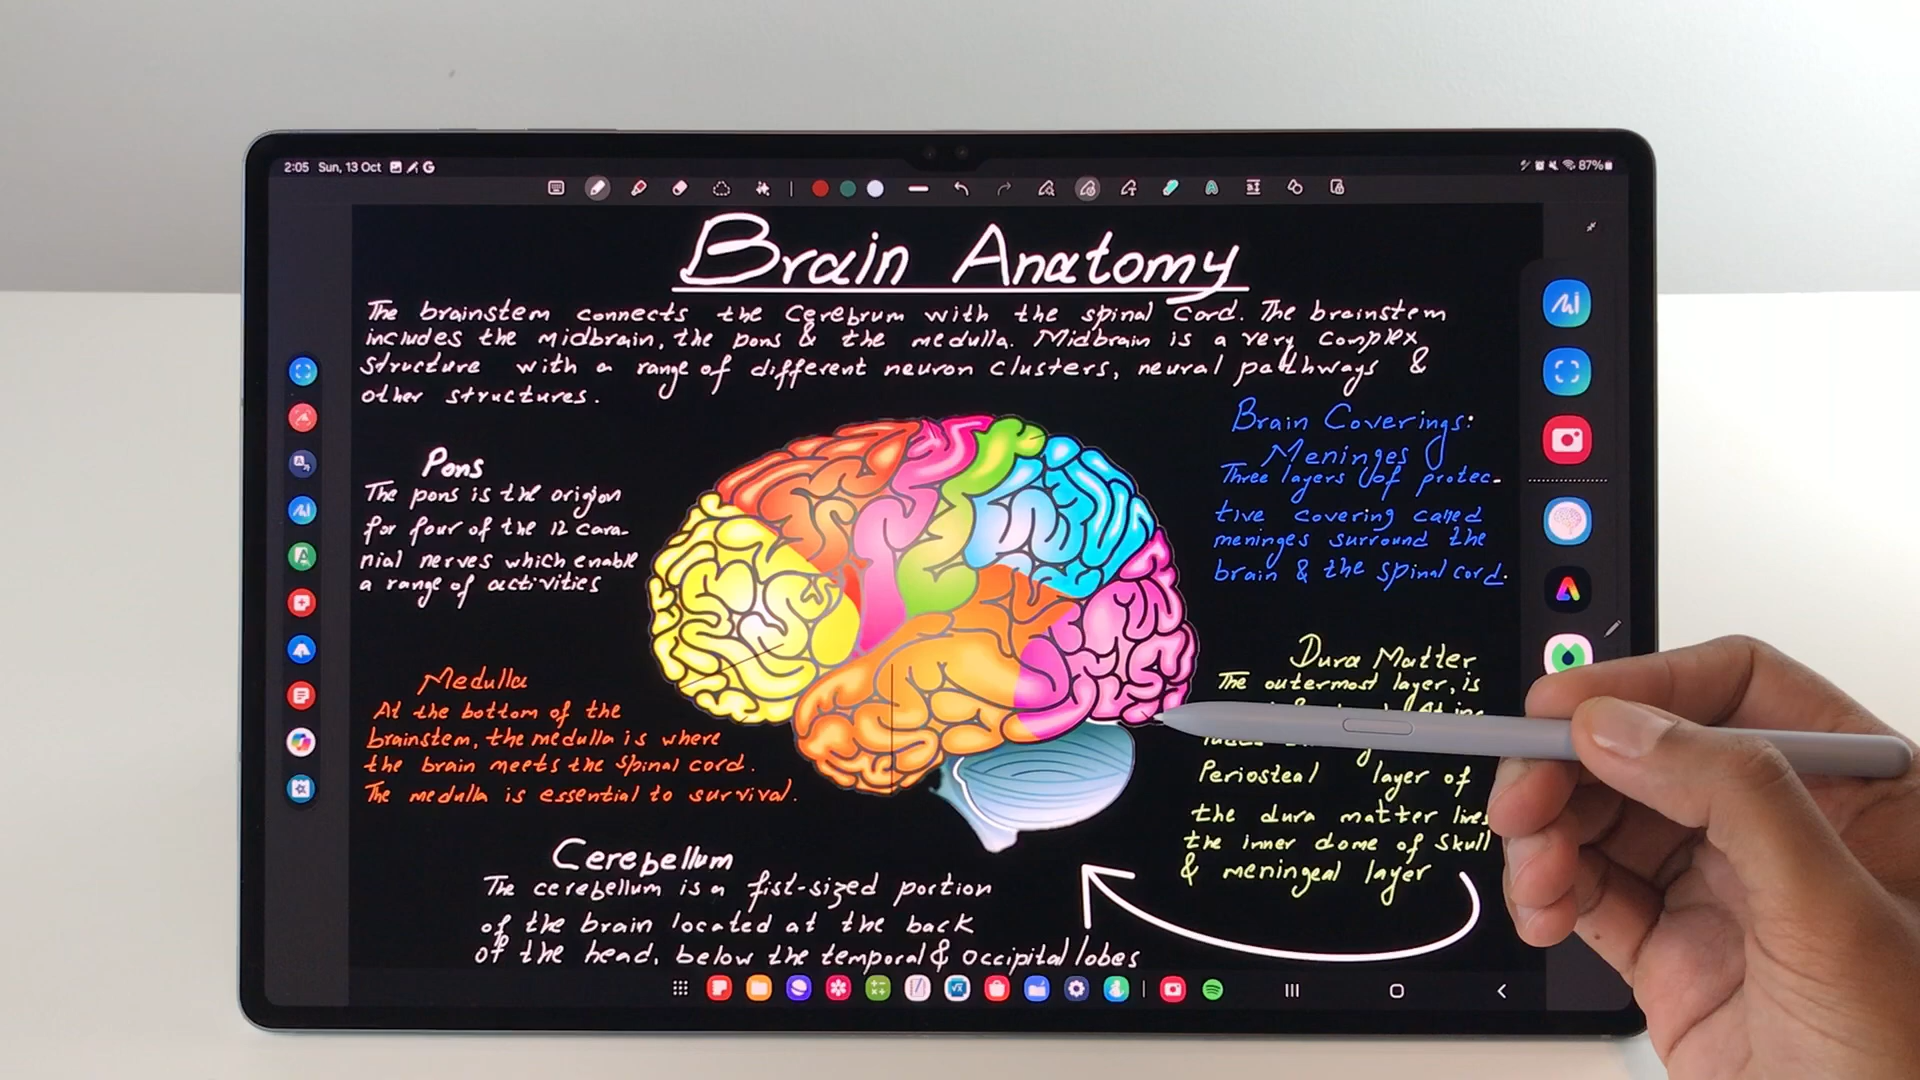 2:05 Sun, 13 Oct
87%
Brain Anatomy
The brainstem connects the Cerebrum with the spinal cord. The brainstem
includes the midbrain, the pons & the medulla. Midbrain is a very complex
structure with a range of different neuron clusters, neural pathways &
other structures.
Pons
The pons is the origion
for four of the 12 cara-
nial nerves which enable
a range of activities
Medulla
At the bottom of the
brainstem, the medulla is where
the brain meets the spinal cord.
The medulla is essential to survival.
Cerebellum
The cerebellum is a fist-sized portion
of the brain located at the back
of the head, below the temporal & occipital lobes
Brain Coverings:
Meninges
Three layers of protec-
tive covering caned
meninges surround the
brain & the spinal cord.
Dura Matter
The outermost layer, is
Periosteal layer of
the dura matter lives
the inner dome of skull
& meningeal layer